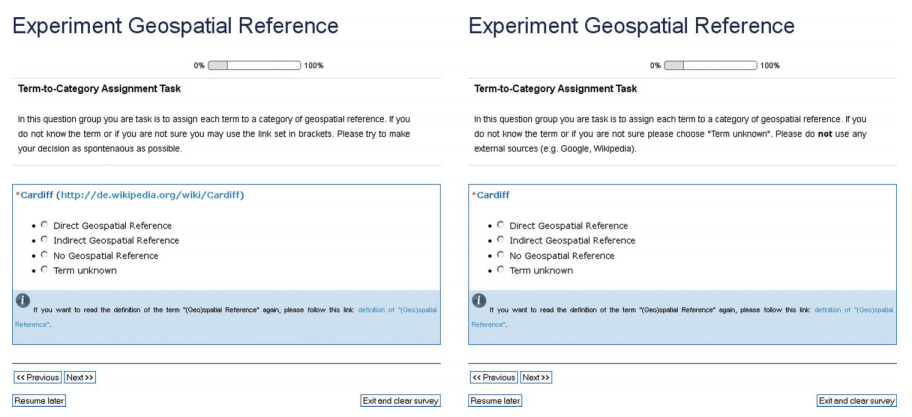 Experiment Geospatial Reference
0% 100%
Term-to-Category Assignment Task
In this question group you are task is to assign each term to a category of geospatial reference. If you
do not know the term or if you are not sure you may use the link set in brackets. Please try to make
your decision as spontenaous as possible.
*Cardiff (http://de.wikipedia.org/wiki/Cardiff)
• Direct Geospatial Reference
• Indirect Geospatial Reference
• No Geospatial Reference
• Term unknown
i
If you want to read the definition of the term "(Geo)spatial Reference" again, please follow this link: definition of "(Geo)spatial
Reference".
<< Previous Next >>
Resume later Exit and clear survey
Experiment Geospatial Reference
0% 100%
Term-to-Category Assignment Task
In this question group you are task is to assign each term to a category of geospatial reference. If you
do not know the term or if you are not sure please choose "Term unknown". Please do not use any
external sources (e.g. Google, Wikipedia).
*Cardiff
• Direct Geospatial Reference
• Indirect Geospatial Reference
• No Geospatial Reference
• Term unknown
i
If you want to read the definition of the term "(Geo)spatial Reference" again, please follow this link: definition of "(Geo)spatial
Reference".
<< Previous Next >>
Resume later Exit and clear survey